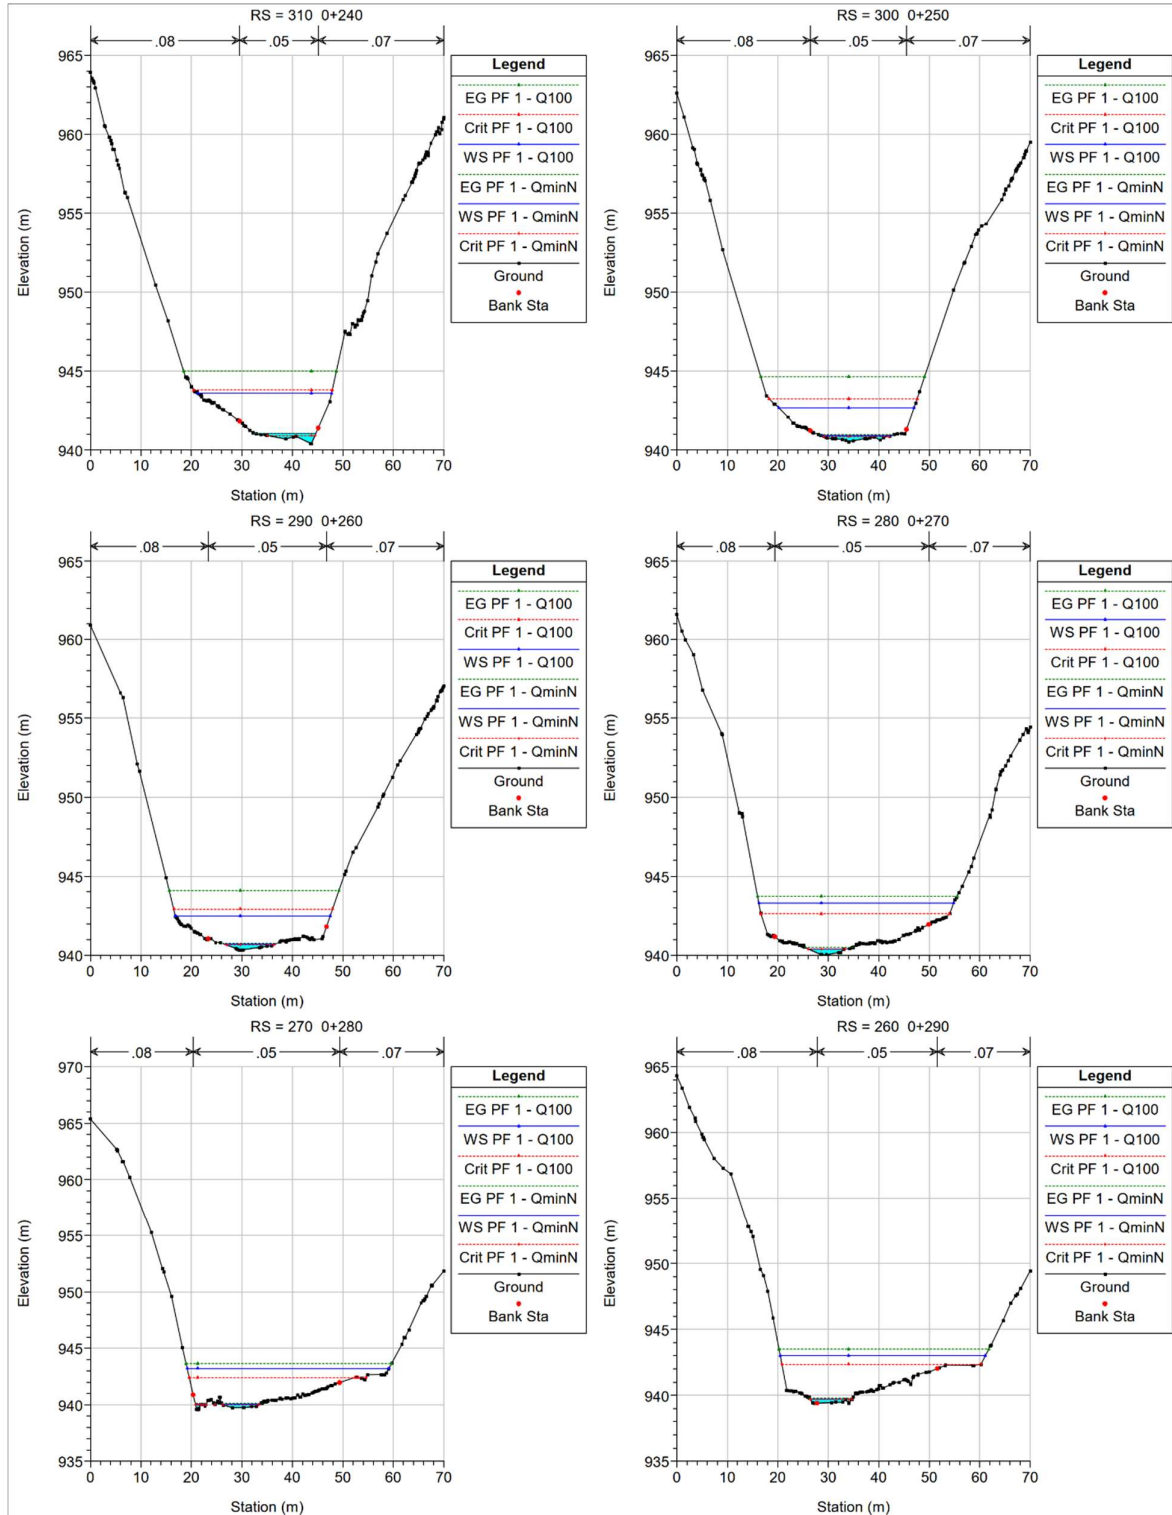 RS = 310 0+240
.08 .05 .07
965
960
955
950
945
940
Elevation (m)
0 10 20 30 40 50 60 70
Station (m)
Legend
EG PF 1 - Q100
Crit PF 1 - Q100
WS PF 1 - Q100
EG PF 1 - QminN
WS PF 1 - QminN
Crit PF 1 - QminN
Ground
Bank Sta
RS = 300 0+250
.08 .05 .07
965
960
955
950
945
940
Elevation (m)
0 10 20 30 40 50 60 70
Station (m)
Legend
EG PF 1 - Q100
Crit PF 1 - Q100
WS PF 1 - Q100
EG PF 1 - QminN
WS PF 1 - QminN
Crit PF 1 - QminN
Ground
Bank Sta
RS = 290 0+260
.08 .05 .07
965
960
955
950
945
940
Elevation (m)
0 10 20 30 40 50 60 70
Station (m)
Legend
EG PF 1 - Q100
Crit PF 1 - Q100
WS PF 1 - Q100
EG PF 1 - QminN
WS PF 1 - QminN
Crit PF 1 - QminN
Ground
Bank Sta
RS = 280 0+270
.08 .05 .07
965
960
955
950
945
940
Elevation (m)
0 10 20 30 40 50 60 70
Station (m)
Legend
EG PF 1 - Q100
WS PF 1 - Q100
Crit PF 1 - Q100
EG PF 1 - QminN
WS PF 1 - QminN
Crit PF 1 - QminN
Ground
Bank Sta
RS = 270 0+280
.08 .05 .07
970
965
960
955
950
945
940
935
Elevation (m)
0 10 20 30 40 50 60 70
Station (m)
Legend
EG PF 1 - Q100
WS PF 1 - Q100
Crit PF 1 - Q100
EG PF 1 - QminN
WS PF 1 - QminN
Crit PF 1 - QminN
Ground
Bank Sta
RS = 260 0+290
.08 .05 .07
965
960
955
950
945
940
935
Elevation (m)
0 10 20 30 40 50 60 70
Station (m)
Legend
EG PF 1 - Q100
WS PF 1 - Q100
Crit PF 1 - Q100
EG PF 1 - QminN
WS PF 1 - QminN
Crit PF 1 - QminN
Ground
Bank Sta